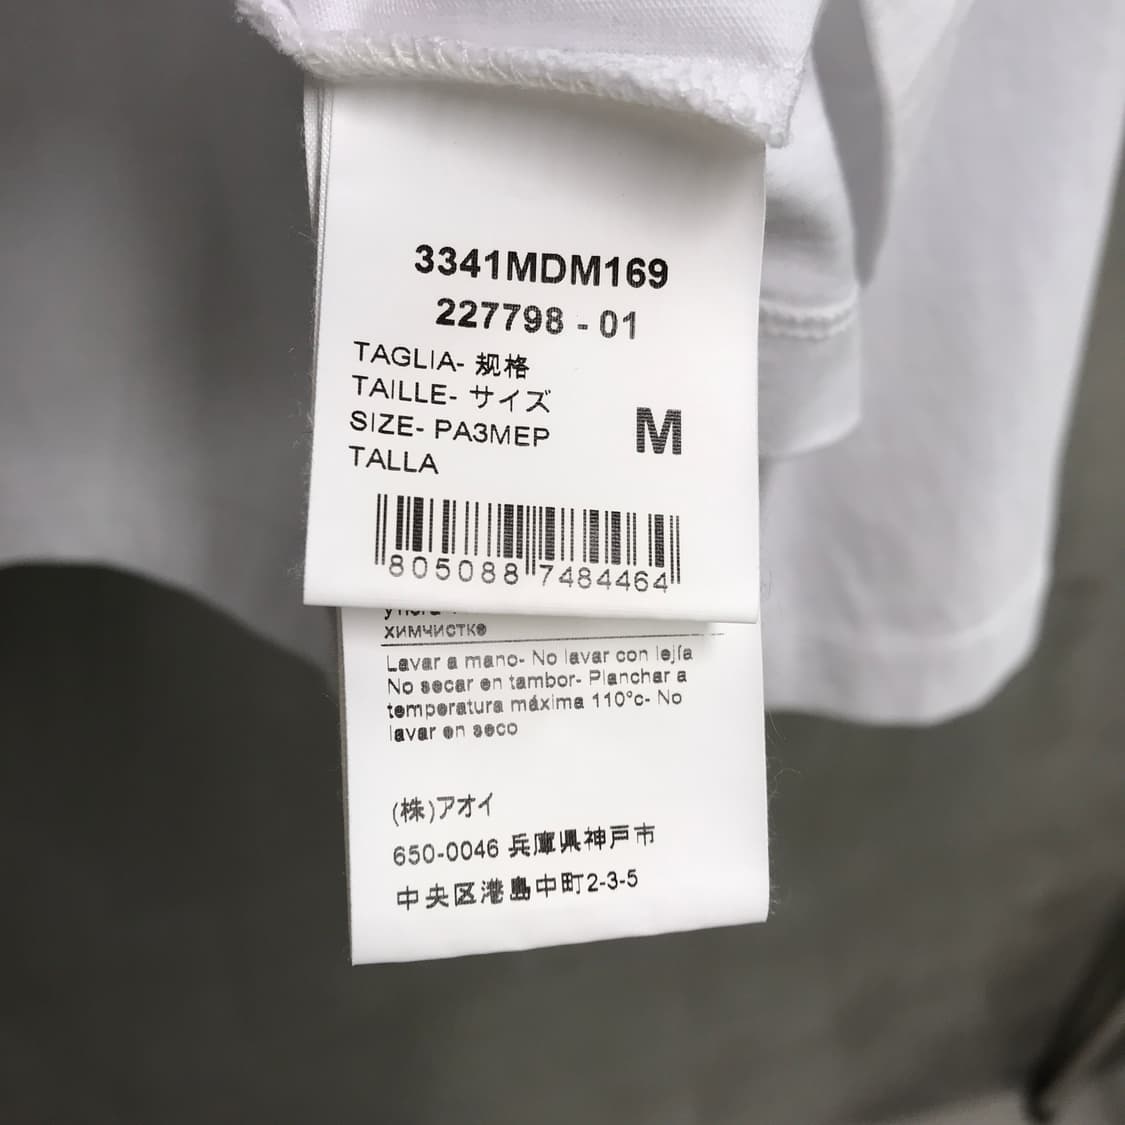 3341MDM169
227798 - 01
TAGLIA- 规格
TAILLE- サイズ
SIZE- РАЗМЕР
TALLA
M
805088 748464
химчистке
Lavar a mano- No lavar con lejía
No secar en tambor- Planchar a
temperatura máxima 110°c- No
lavar en seco
(株)アオイ
650-0046 兵庫県神戸市
中央区港島中町2-3-5